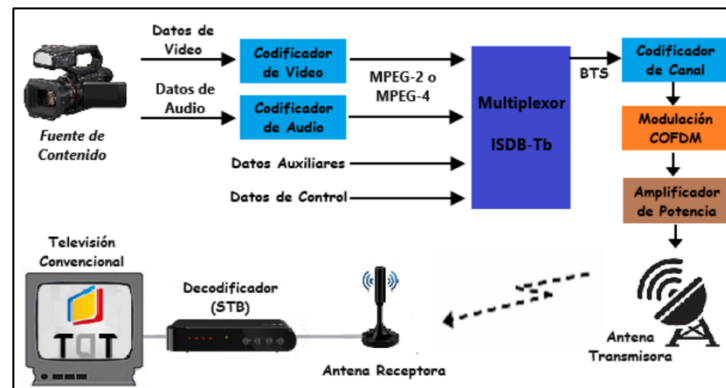 Datos de
Video
Codificador
de Video
Datos de
Audio
Codificador
de Audio
MPEG-2 o
MPEG-4
Fuente de
Contenido
Datos Auxiliares
Datos de Control
Multiplexor
ISDB-Tb
BTS
Codificador
de Canal
Modulación
COFDM
Amplificador
de Potencia
Televisión
Convencional
TDT
Decodificador
(STB)
Antena Receptora
Antena
Transmisora